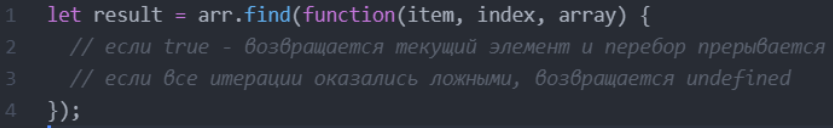 1 let result = arr.find(function(item, index, array) {
2 // если true - возвращается текущий элемент и перебор прерывается
3 // если все итерации оказались ложными, возвращается undefined
4 });